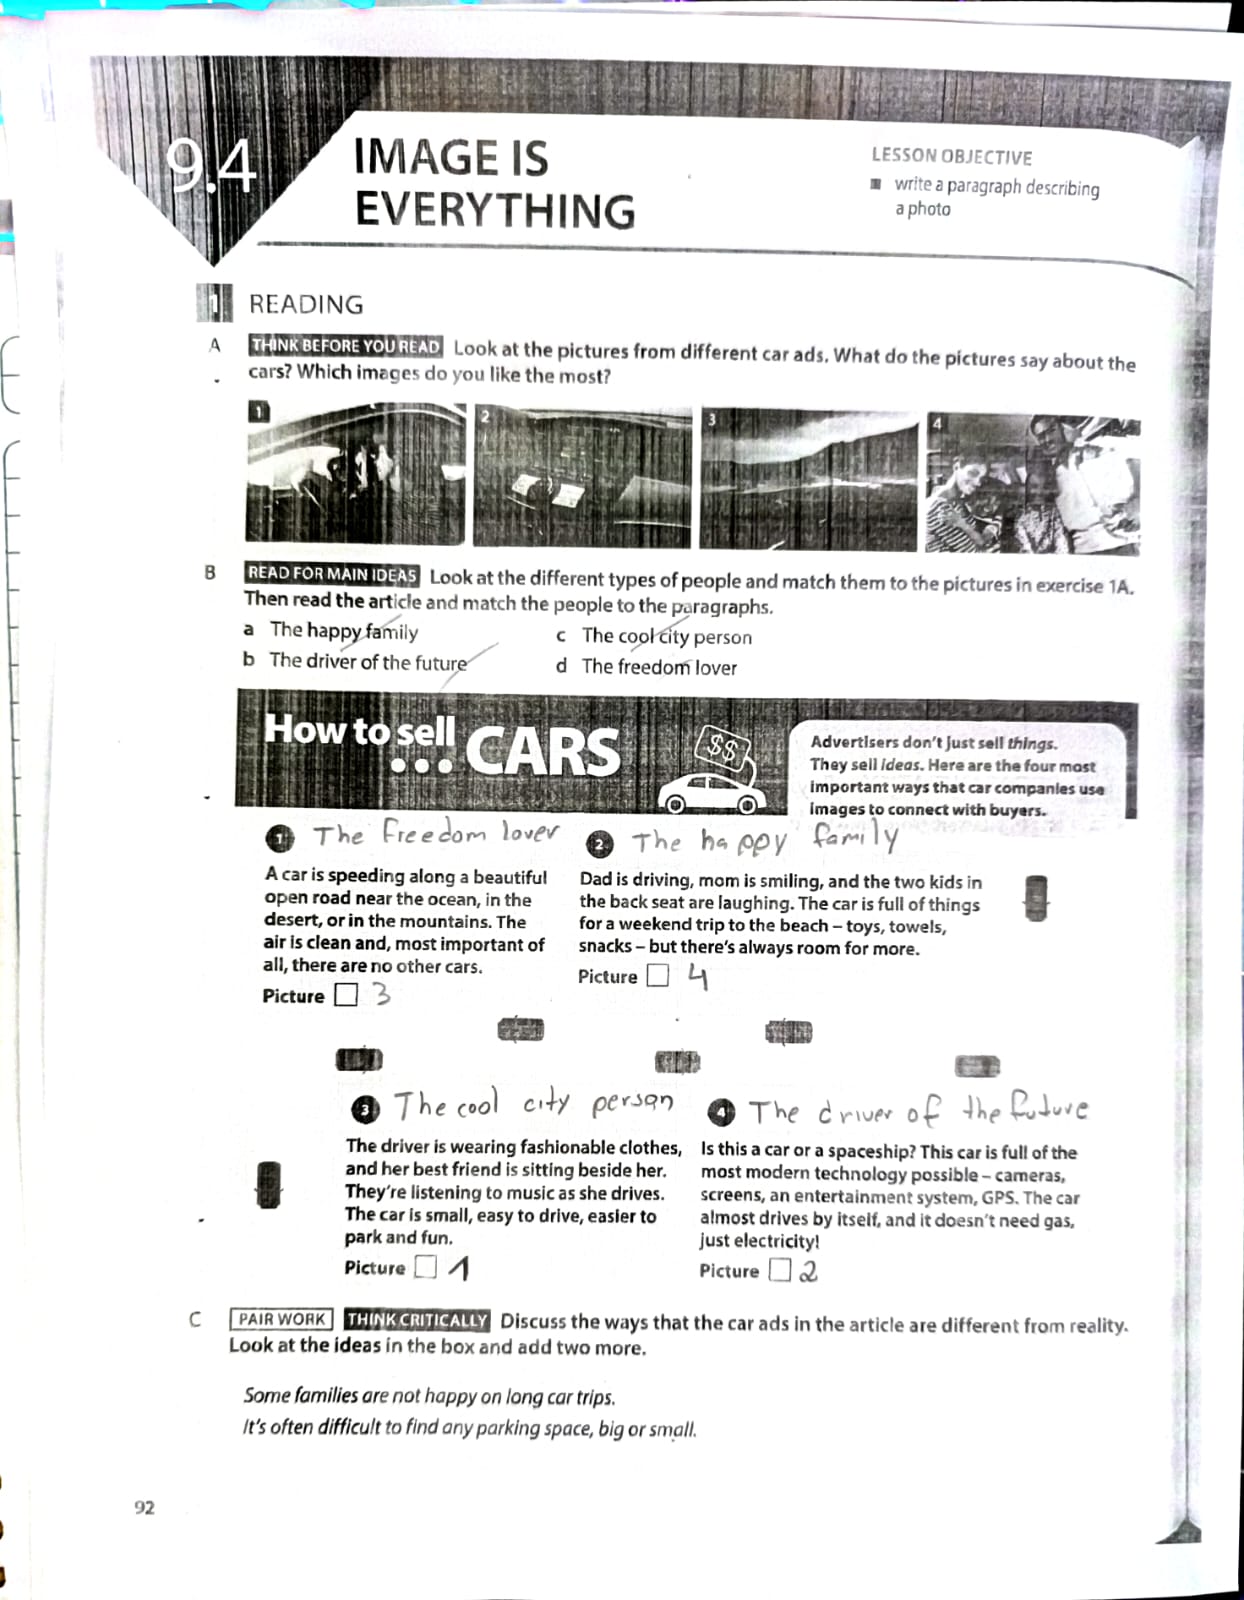 9.4
IMAGE IS
EVERYTHING
LESSON OBJECTIVE
■ write a paragraph describing
a photo
1 READING
A THINK BEFORE YOU READ Look at the pictures from different car ads. What do the pictures say about the
cars? Which images do you like the most?
1 2 3 4
B READ FOR MAIN IDEAS Look at the different types of people and match them to the pictures in exercise 1A.
Then read the article and match the people to the paragraphs.
a The happy family
c The cool city person
b The driver of the future
d The freedom lover
How to sell
... CARS
$$
Advertisers don't just sell things.
They sell ideas. Here are the four most
important ways that car companies use
images to connect with buyers.
1 The Freedom lover
A car is speeding along a beautiful
open road near the ocean, in the
desert, or in the mountains. The
air is clean and, most important of
all, there are no other cars.
Picture □ 3
2 The happy family
Dad is driving, mom is smiling, and the two kids in
the back seat are laughing. The car is full of things
for a weekend trip to the beach – toys, towels,
snacks – but there's always room for more.
Picture □ 4
3 The cool city person
The driver is wearing fashionable clothes,
and her best friend is sitting beside her.
They're listening to music as she drives.
The car is small, easy to drive, easier to
park and fun.
Picture □ 1
4 The driver of the future
Is this a car or a spaceship? This car is full of the
most modern technology possible – cameras,
screens, an entertainment system, GPS. The car
almost drives by itself, and it doesn't need gas,
just electricity!
Picture □ 2
C PAIR WORK THINK CRITICALLY Discuss the ways that the car ads in the article are different from reality.
Look at the ideas in the box and add two more.
Some families are not happy on long car trips.
It's often difficult to find any parking space, big or small.
92